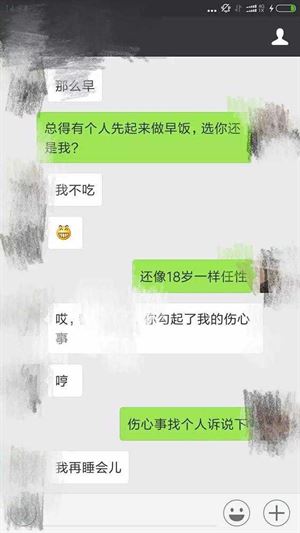 那么早
总得有个人先起来做早饭，选你还
是我？
我不吃
还像18岁一样任性
哎，
你勾起了我的伤心
事
哼
伤心事找个人诉说下
我再睡会儿